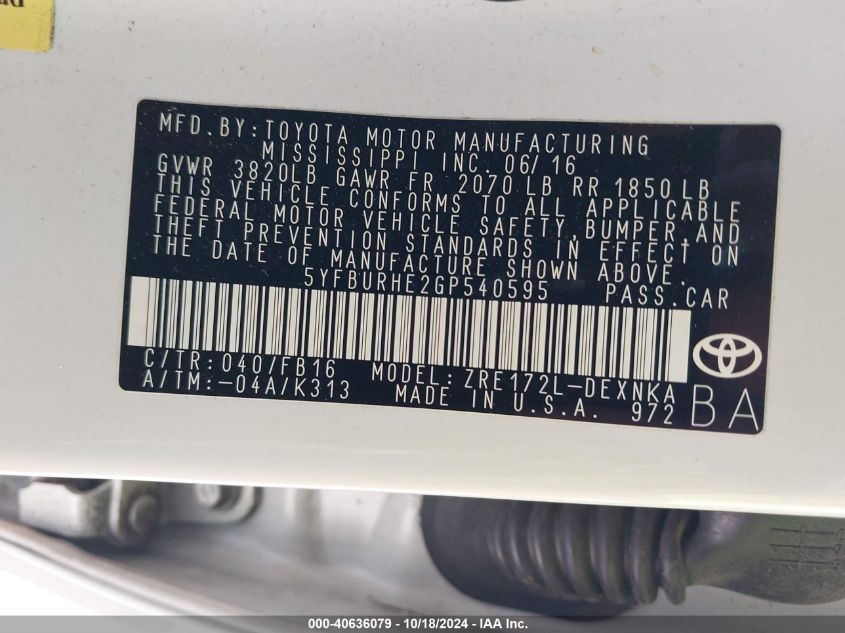 MFD.BY:TOYOTA MOTOR MANUFACTURING
MISSISSIPPI INC. 06/16
GVWR 3820LB GAWR FR 2070 LB RR 1850 LB
THIS VEHICLE CONFORMS TO ALL APPLICABLE
FEDERAL MOTOR VEHICLE SAFETY,BUMPER,AND
THEFT PREVENTION STANDARDS IN EFFECT ON
THE DATE OF MANUFACTURE SHOWN ABOVE.
5YFBURHE2GP540595 PASS.CAR
C/TR:040/FB16 MODEL:ZRE172L-DEXNKA
A/TM:-04A/K313 MADE IN U.S.A. 972
BA
000-40636079 - 10/18/2024 - IAA Inc.